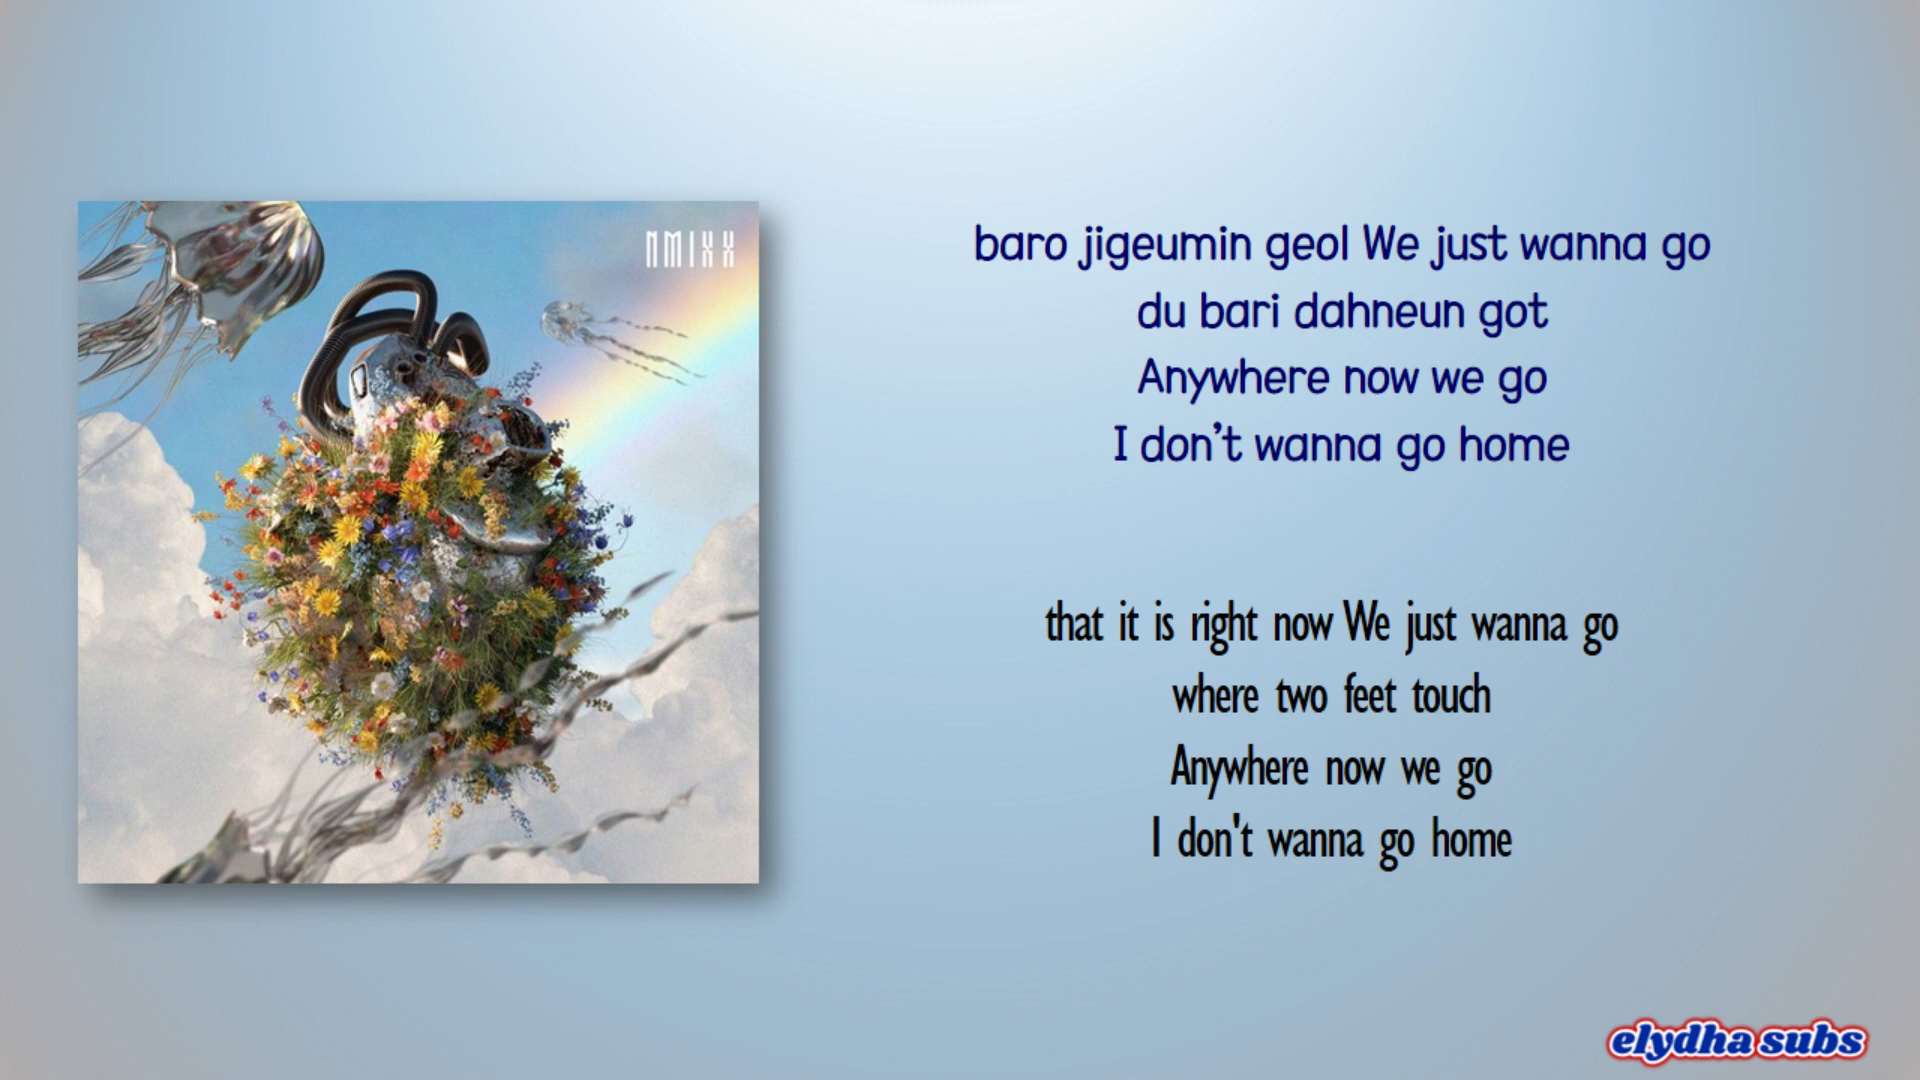 NMIXX
baro jigeumin geol We just wanna go
du bari dahneun got
Anywhere now we go
I don’t wanna go home
that it is right now We just wanna go
where two feet touch
Anywhere now we go
I don't wanna go home
elydha subs